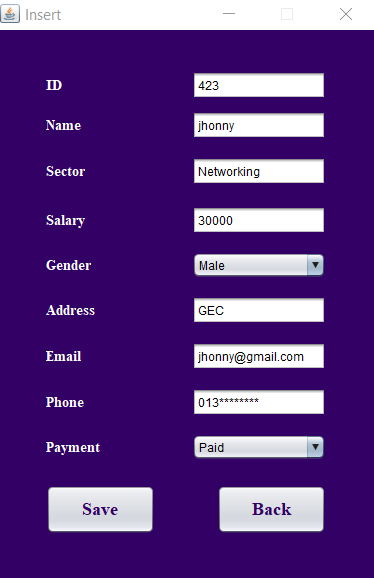 Insert
ID 423
Name jhonny
Sector Networking
Salary 30000
Gender Male
Address GEC
Email jhonny@gmail.com
Phone 013********
Payment Paid
Save Back